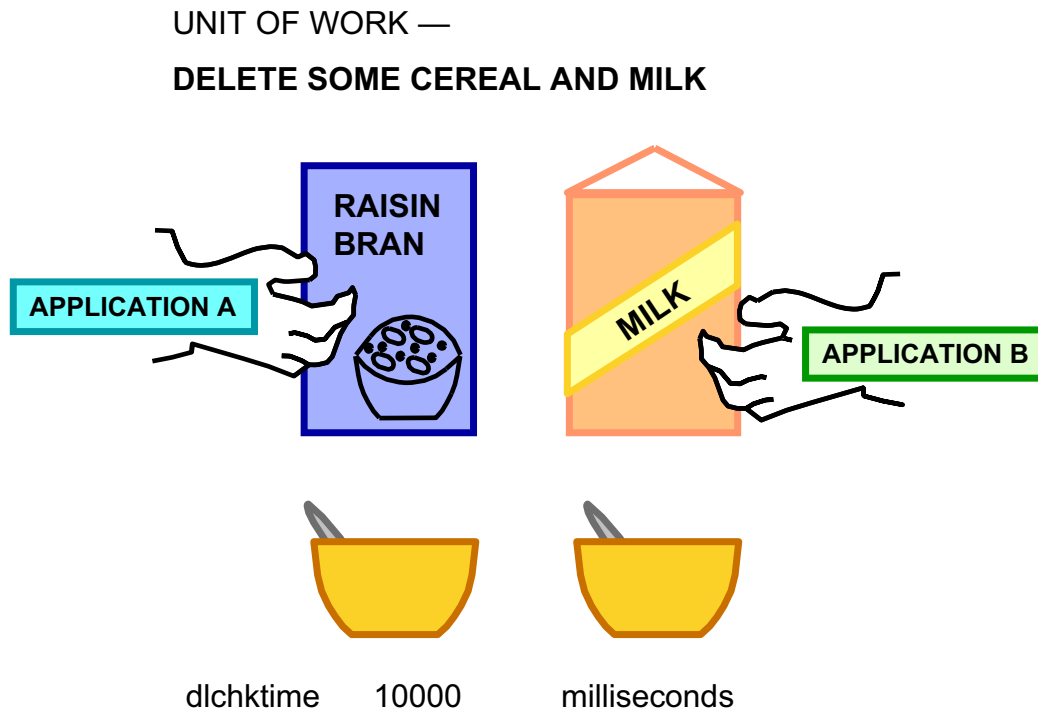 UNIT OF WORK —
DELETE SOME CEREAL AND MILK
RAISIN
BRAN
MILK
APPLICATION A
APPLICATION B
dlchktime 10000 milliseconds